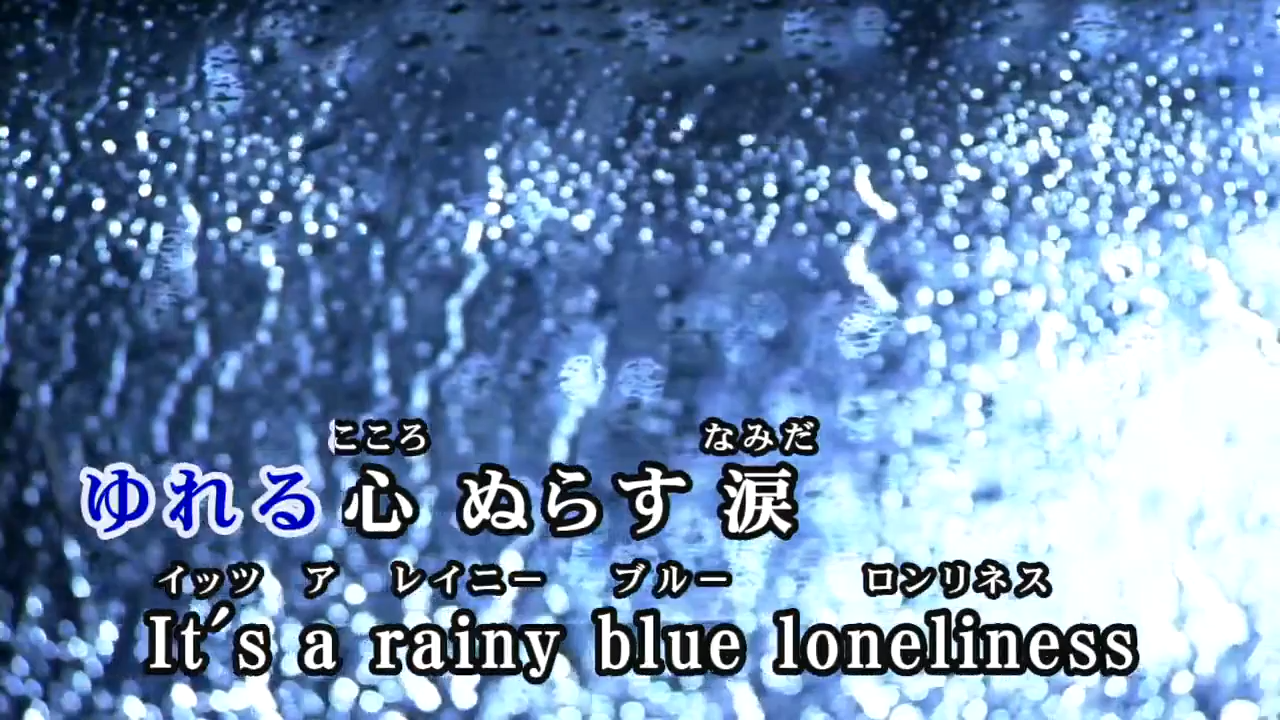 こころ なみだ
ゆれる 心 ぬらす 涙
イッツ ア レイニー ブルー ロンリネス
It's a rainy blue loneliness